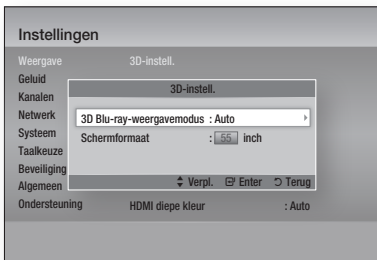 Instellingen
Weergave 3D-instell.
Geluid
Kanalen
3D-instell.
Netwerk
3D Blu-ray-weergavemodus : Auto
Systeem
Schermformaat : 55 inch
Taalkeuze
Beveiliging
Algemeen
Verpl. Enter Terug
Ondersteuning HDMI diepe kleur : Auto